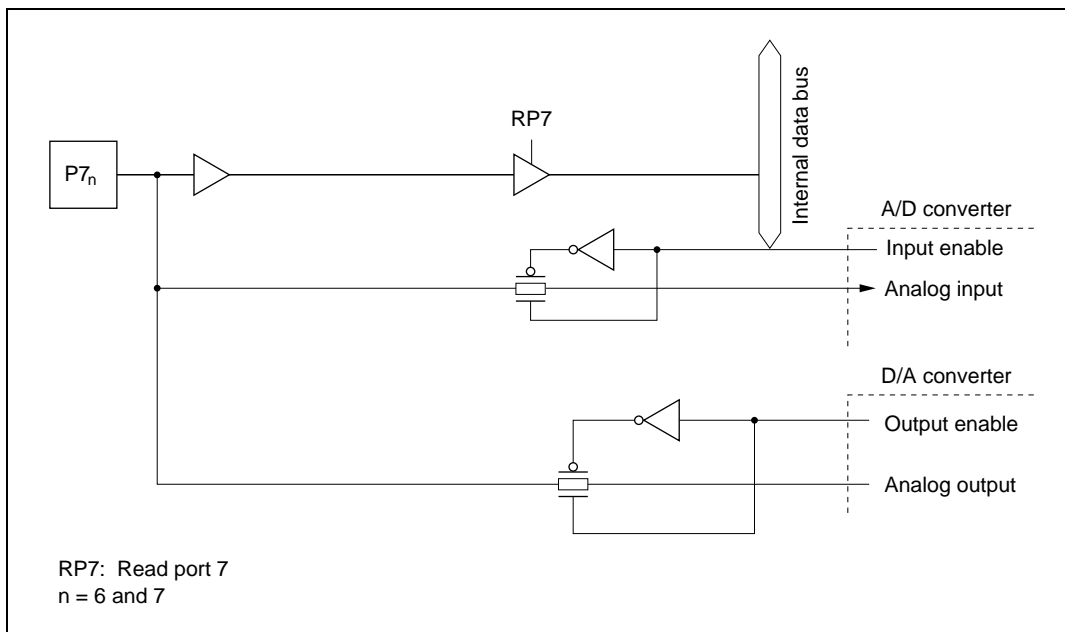 RP7
P7n
Internal data bus
A/D converter
Input enable
Analog input
D/A converter
Output enable
Analog output
RP7: Read port 7
n = 6 and 7